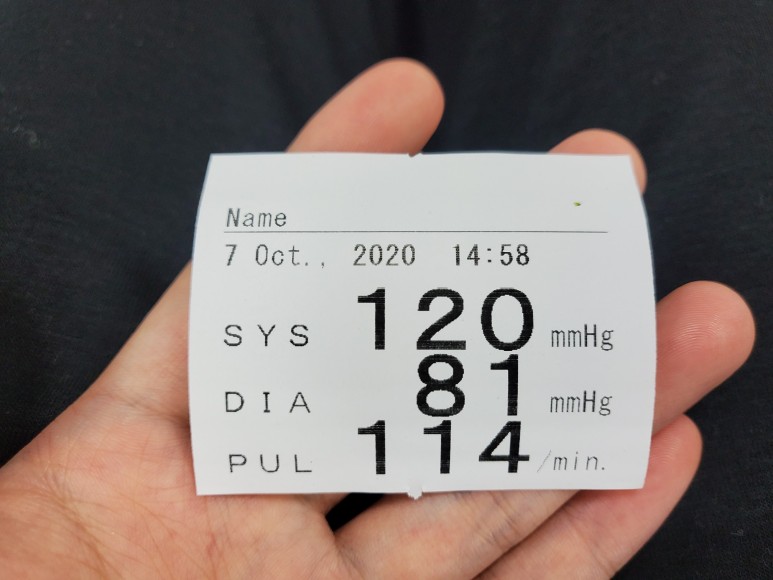 Name
7 Oct., 2020 14:58
SYS 120 mmHg
DIA 81 mmHg
PUL 114 /min.